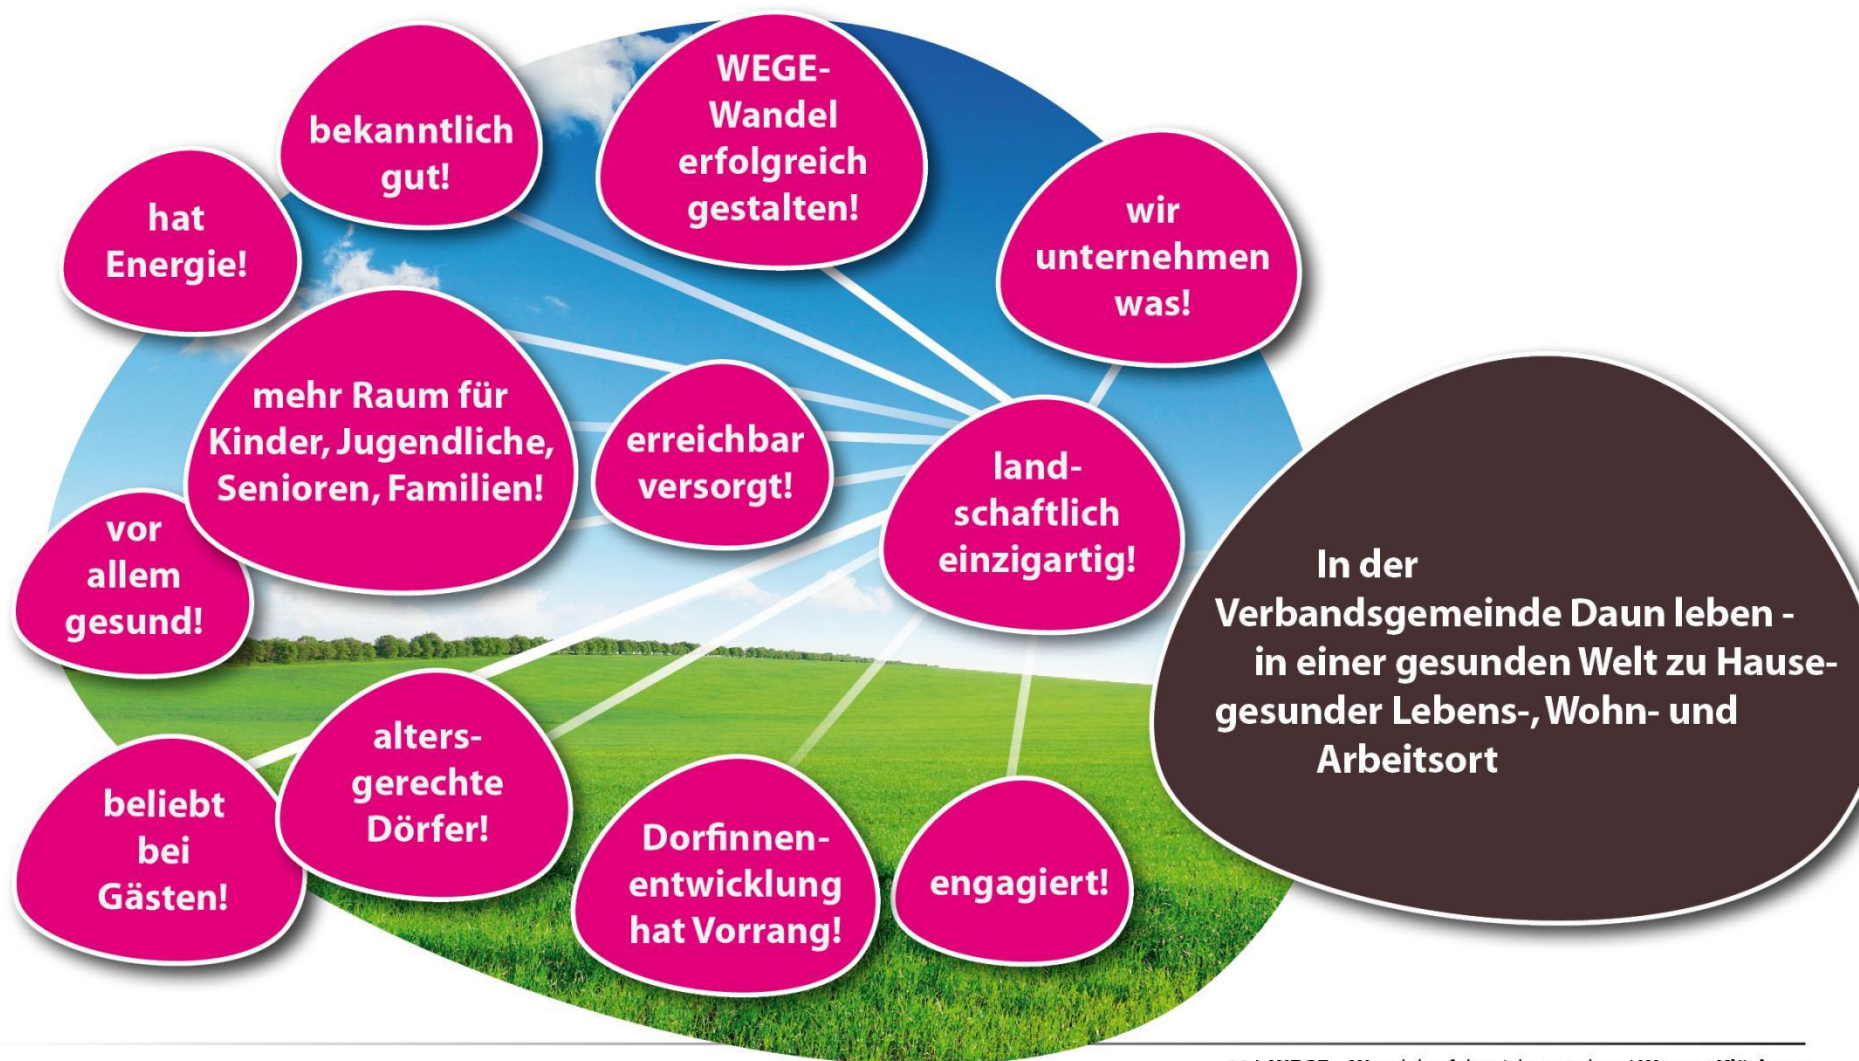 bekanntlich
gut!
WEGE-
Wandel
erfolgreich
gestalten!
wir
unternehmen
was!
hat
Energie!
mehr Raum für
Kinder, Jugendliche,
Senioren, Familien!
erreichbar
versorgt!
land-
schaftlich
einzigartig!
vor
allem
gesund!
In der
Verbandsgemeinde Daun leben -
in einer gesunden Welt zu Hause-
gesunder Lebens-, Wohn- und
Arbeitsort
alters-
gerechte
Dörfer!
beliebt
bei
Gästen!
Dorfinnen-
entwicklung
hat Vorrang!
engagiert!